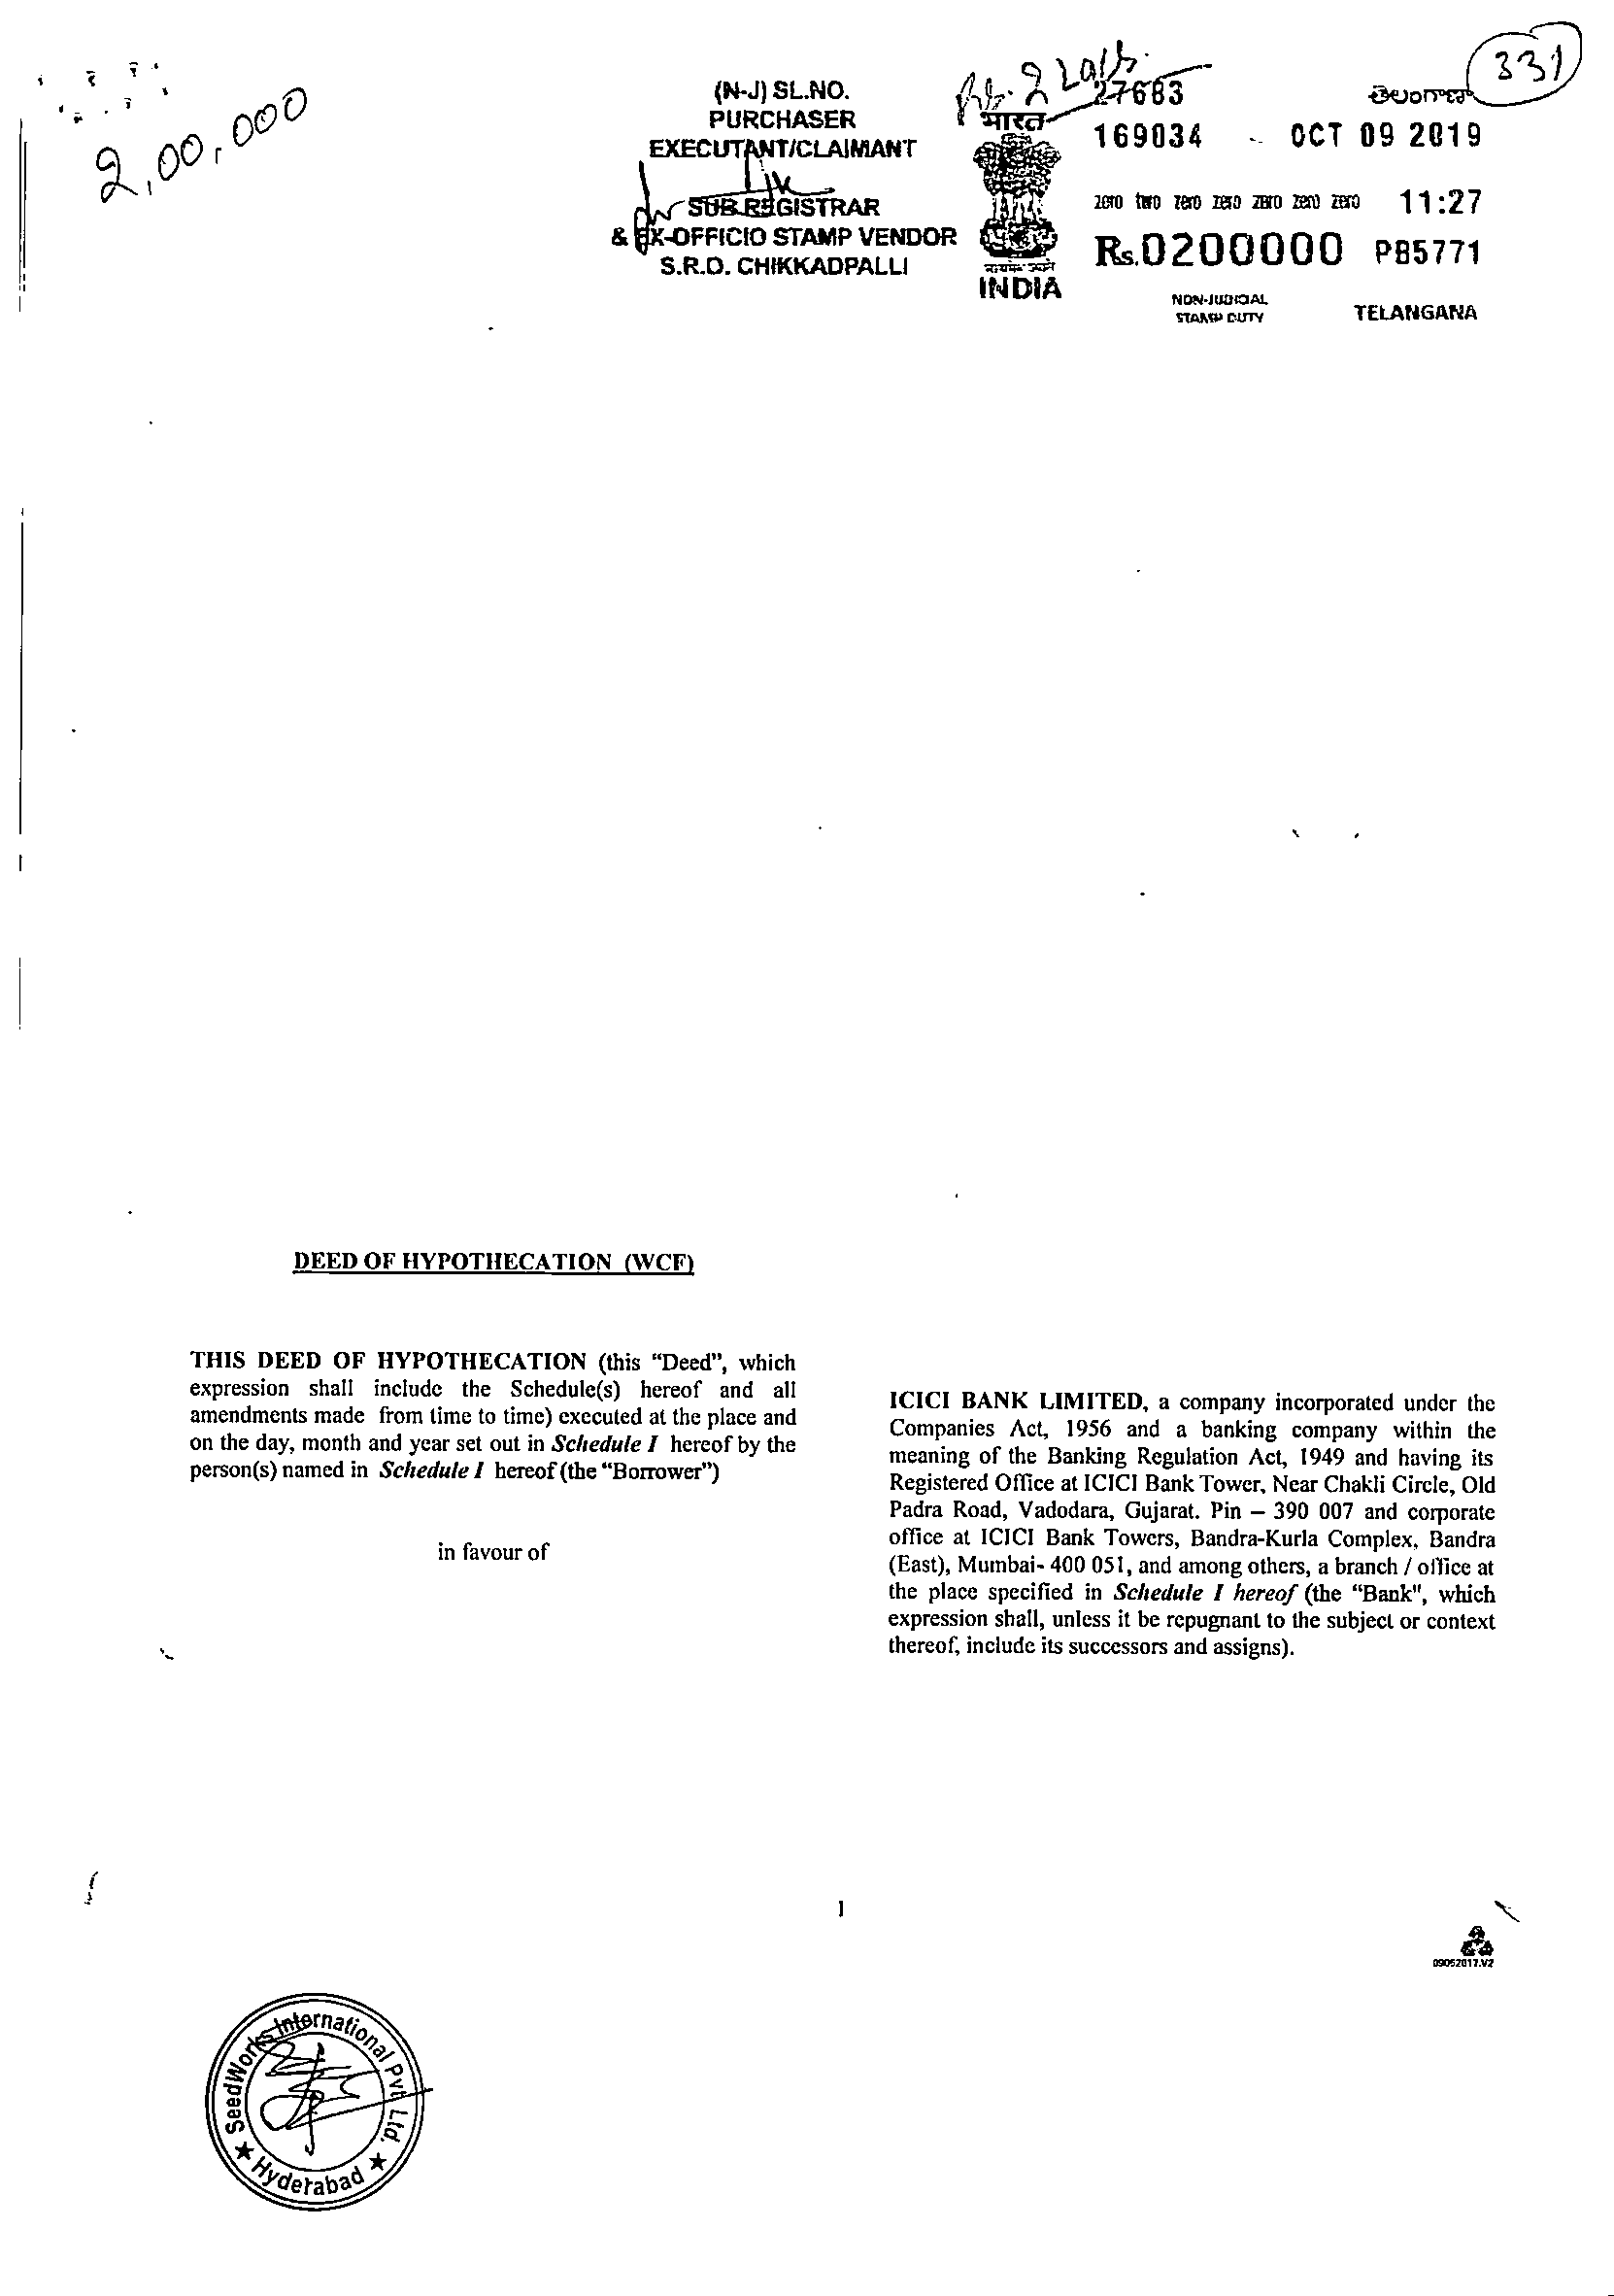 331
2,00,000
Rs. 2 Lakhs
(N-J) SL.NO.
PURCHASER
EXECUTANT/CLAIMANT
SUB REGISTRAR
& EX-OFFICIO STAMP VENDOR
S.R.O. CHIKKADPALLI
भारत
INDIA
27683
తెలంగాణా
169034 - OCT 09 2019
zero two zero zero zero zero zero 11:27
Rs.0200000 PB5771
NON-JUDICIAL
STAMP DUTY
TELANGANA
DEED OF HYPOTHECATION (WCF)
THIS DEED OF HYPOTHECATION (this “Deed”, which
expression shall include the Schedule(s) hereof and all
amendments made from time to time) executed at the place and
on the day, month and year set out in Schedule I hereof by the
person(s) named in Schedule I hereof (the “Borrower”)
in favour of
ICICI BANK LIMITED, a company incorporated under the
Companies Act, 1956 and a banking company within the
meaning of the Banking Regulation Act, 1949 and having its
Registered Office at ICICI Bank Tower, Near Chakli Circle, Old
Padra Road, Vadodara, Gujarat. Pin – 390 007 and corporate
office at ICICI Bank Towers, Bandra-Kurla Complex, Bandra
(East), Mumbai- 400 051, and among others, a branch / office at
the place specified in Schedule I hereof (the “Bank”, which
expression shall, unless it be repugnant to the subject or context
thereof, include its successors and assigns).
1
09052017.V2
SeedWorks International Pvt. Ltd.
★ Hyderabad ★